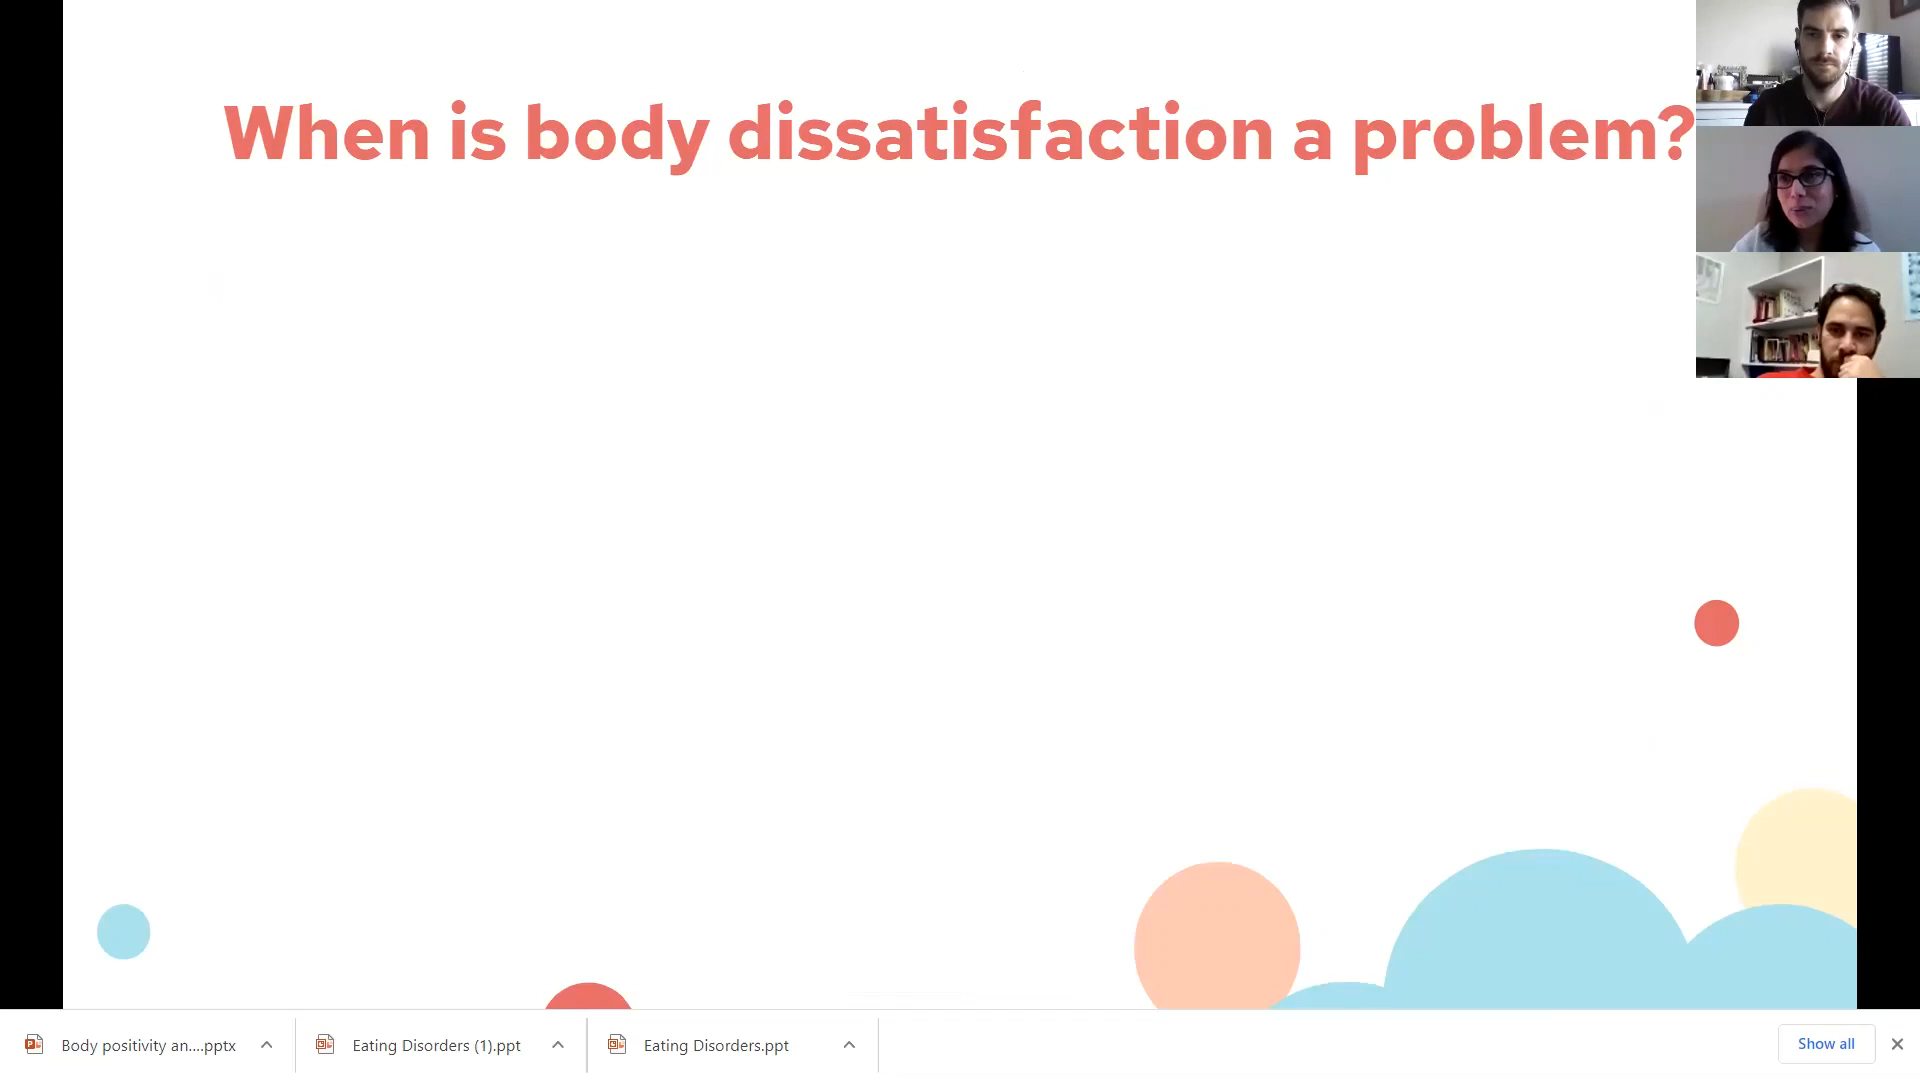 When is body dissatisfaction a problem?
Body positivity an....pptx
Eating Disorders (1).ppt
Eating Disorders.ppt
Show all